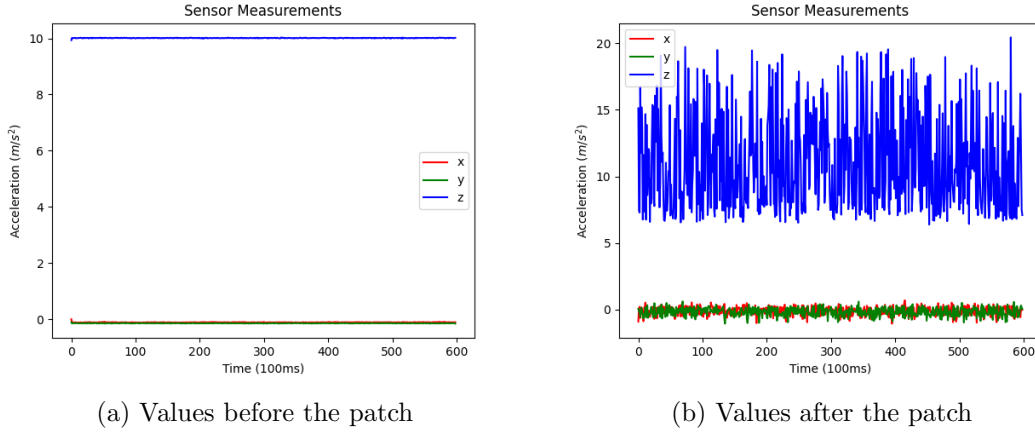 Sensor Measurements
10
8
6
4
2
0
Acceleration (m/s²)
x
y
z
0 100 200 300 400 500 600
Time (100ms)
(a) Values before the patch
Sensor Measurements
20
15
10
5
0
Acceleration (m/s²)
x
y
z
0 100 200 300 400 500 600
Time (100ms)
(b) Values after the patch